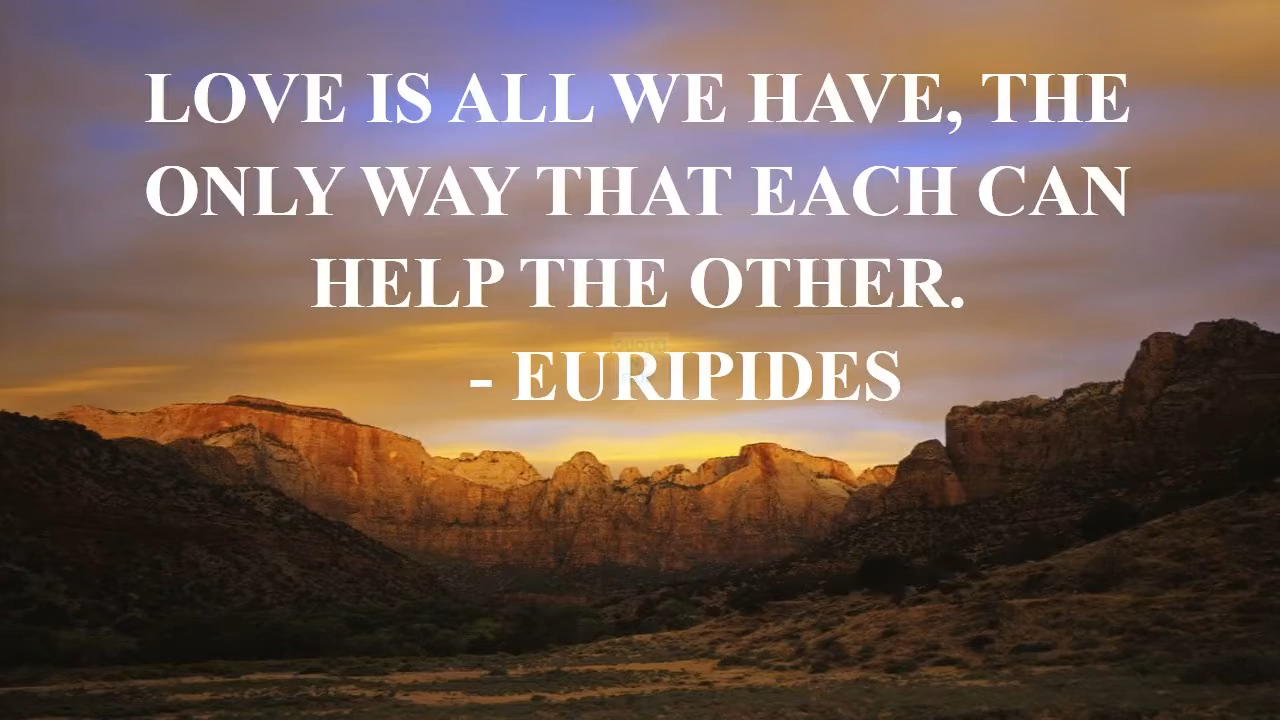 LOVE IS ALL WE HAVE, THE
ONLY WAY THAT EACH CAN
HELP THE OTHER.
- EURIPIDES